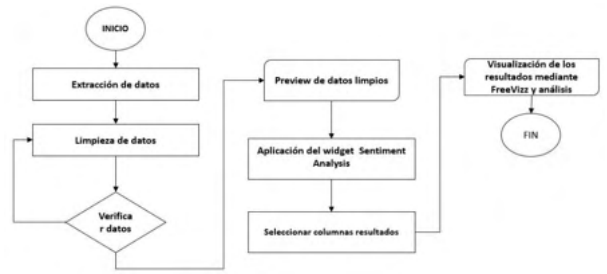 INICIO
Extracción de datos
Limpieza de datos
Verifica
r datos
Preview de datos limpios
Aplicación del widget Sentiment
Analysis
Seleccionar columnas resultados
Visualización de los
resultados mediante
FreeVizz y análisis
FIN